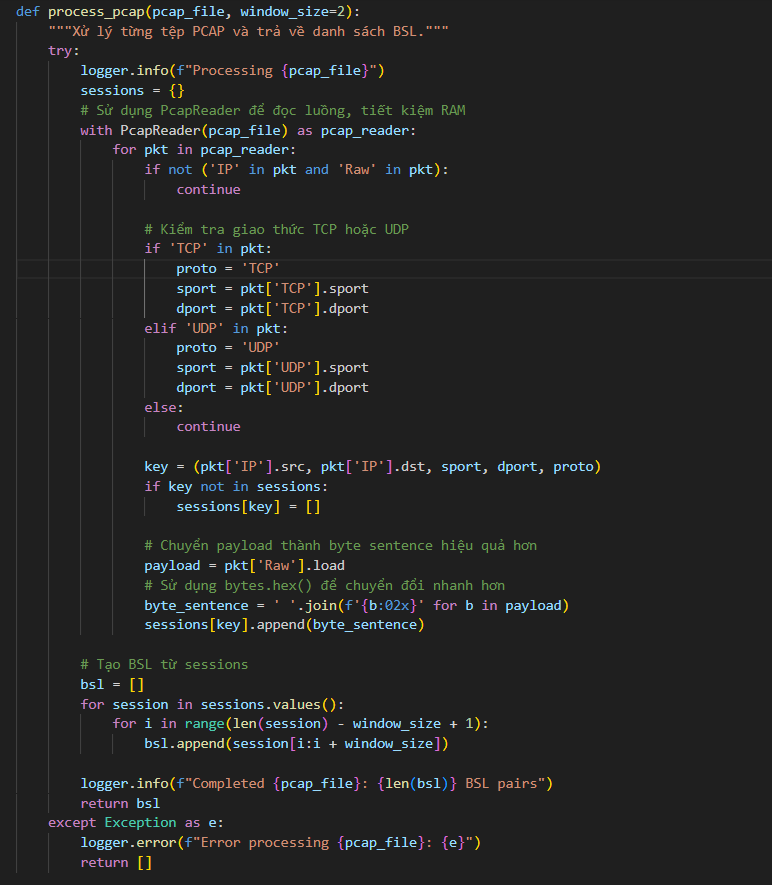 def process_pcap(pcap_file, window_size=2):
    """Xử lý từng tệp PCAP và trả về danh sách BSL."""
    try:
        logger.info(f"Processing {pcap_file}")
        sessions = {}
        # Sử dụng PcapReader để đọc luồng, tiết kiệm RAM
        with PcapReader(pcap_file) as pcap_reader:
            for pkt in pcap_reader:
                if not ('IP' in pkt and 'Raw' in pkt):
                    continue

                # Kiểm tra giao thức TCP hoặc UDP
                if 'TCP' in pkt:
                    proto = 'TCP'
                    sport = pkt['TCP'].sport
                    dport = pkt['TCP'].dport
                elif 'UDP' in pkt:
                    proto = 'UDP'
                    sport = pkt['UDP'].sport
                    dport = pkt['UDP'].dport
                else:
                    continue

                key = (pkt['IP'].src, pkt['IP'].dst, sport, dport, proto)
                if key not in sessions:
                    sessions[key] = []

                # Chuyển payload thành byte sentence hiệu quả hơn
                payload = pkt['Raw'].load
                # Sử dụng bytes.hex() để chuyển đổi nhanh hơn
                byte_sentence = ' '.join(f'{b:02x}' for b in payload)
                sessions[key].append(byte_sentence)

        # Tạo BSL từ sessions
        bsl = []
        for session in sessions.values():
            for i in range(len(session) - window_size + 1):
                bsl.append(session[i:i + window_size])

        logger.info(f"Completed {pcap_file}: {len(bsl)} BSL pairs")
        return bsl
    except Exception as e:
        logger.error(f"Error processing {pcap_file}: {e}")
        return []